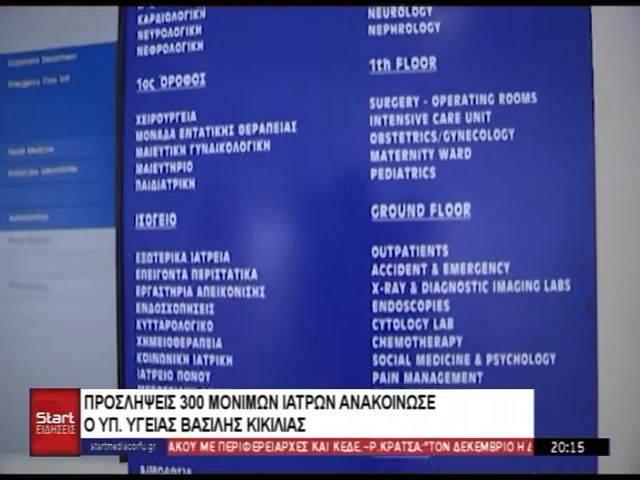 ΚΑΡΔΙΟΛΟΓΙΚΗ
ΝΕΥΡΟΛΟΓΙΚΗ
ΝΕΦΡΟΛΟΓΙΚΗ
1ος ΌΡΟΦΟΣ
ΧΕΙΡΟΥΡΓΕΙΑ
ΜΟΝΑΔΑ ΕΝΤΑΤΙΚΗΣ ΘΕΡΑΠΕΙΑΣ
ΜΑΙΕΥΤΙΚΗ ΓΥΝΑΙΚΟΛΟΓΙΚΗ
ΜΑΙΕΥΤΗΡΙΟ
ΠΑΙΔΙΑΤΡΙΚΗ
ΙΣΟΓΕΙΟ
ΕΞΩΤΕΡΙΚΑ ΙΑΤΡΕΙΑ
ΕΠΕΙΓΟΝΤΑ ΠΕΡΙΣΤΑΤΙΚΑ
ΕΡΓΑΣΤΗΡΙΑ ΑΠΕΙΚΟΝΙΣΗΣ
ΕΝΔΟΣΚΟΠΗΣΕΙΣ
ΚΥΤΤΑΡΟΛΟΓΙΚΟ
ΧΗΜΕΙΟΘΕΡΑΠΕΙΑ
ΚΟΙΝΩΝΙΚΗ ΙΑΤΡΙΚΗ
ΙΑΤΡΕΙΟ ΠΟΝΟΥ
NEUROLOGY
NEPHROLOGY
1th FLOOR
SURGERY - OPERATING ROOMS
INTENSIVE CARE UNIT
OBSTETRICS/GYNECOLOGY
MATERNITY WARD
PEDIATRICS
GROUND FLOOR
OUTPATIENTS
ACCIDENT & EMERGENCY
X-RAY & DIAGNOSTIC IMAGING LABS
ENDOSCOPIES
CYTOLOGY LAB
CHEMOTHERAPY
SOCIAL MEDICINE & PSYCHOLOGY
PAIN MANAGEMENT
Start
ΕΙΔΗΣΕΙΣ
ΠΡΟΣΛΗΨΕΙΣ 300 ΜΟΝΙΜΩΝ ΙΑΤΡΩΝ ΑΝΑΚΟΙΝΩΣΕ
Ο ΥΠ. ΥΓΕΙΑΣ ΒΑΣΙΛΗΣ ΚΙΚΙΛΙΑΣ
startmediacorfu.gr
ΑΚΟΥ ΜΕ ΠΕΡΙΦΕΡΕΙΑΡΧΕΣ ΚΑΙ ΚΕΔΕ.-Ρ.ΚΡΑΤΣΑ:"ΤΟΝ ΔΕΚΕΜΒΡΙΟ Η
20:15